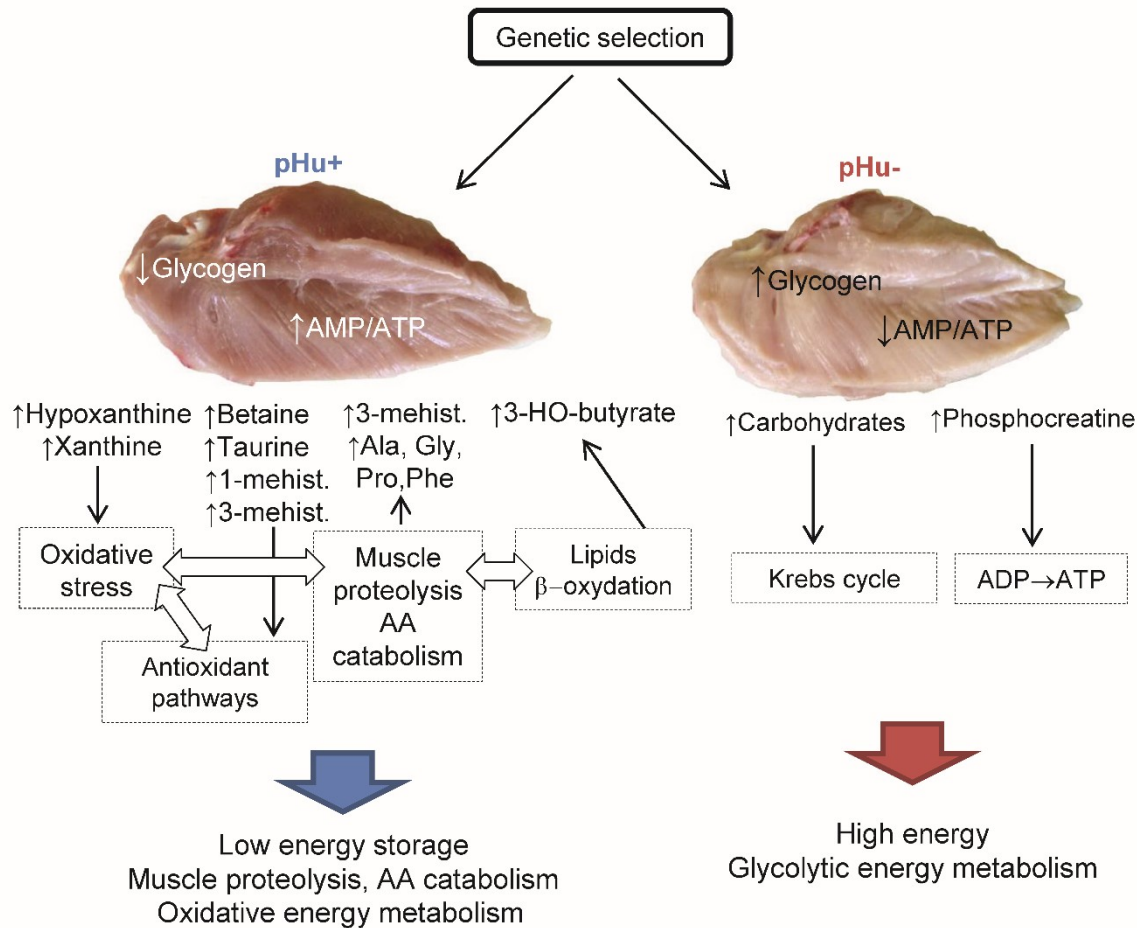 Genetic selection
pHu+
pHu-
↓Glycogen
↑AMP/ATP
↑Glycogen
↓AMP/ATP
↑Hypoxanthine
↑Xanthine
↑Betaine
↑Taurine
↑1-mehist.
↑3-mehist.
↑3-mehist.
↑Ala, Gly,
Pro,Phe
↑3-HO-butyrate
↑Carbohydrates
↑Phosphocreatine
Oxidative
stress
Antioxidant
pathways
Muscle
proteolysis
AA
catabolism
Lipids
β−oxydation
Krebs cycle
ADP→ATP
Low energy storage
Muscle proteolysis, AA catabolism
Oxidative energy metabolism
High energy
Glycolytic energy metabolism